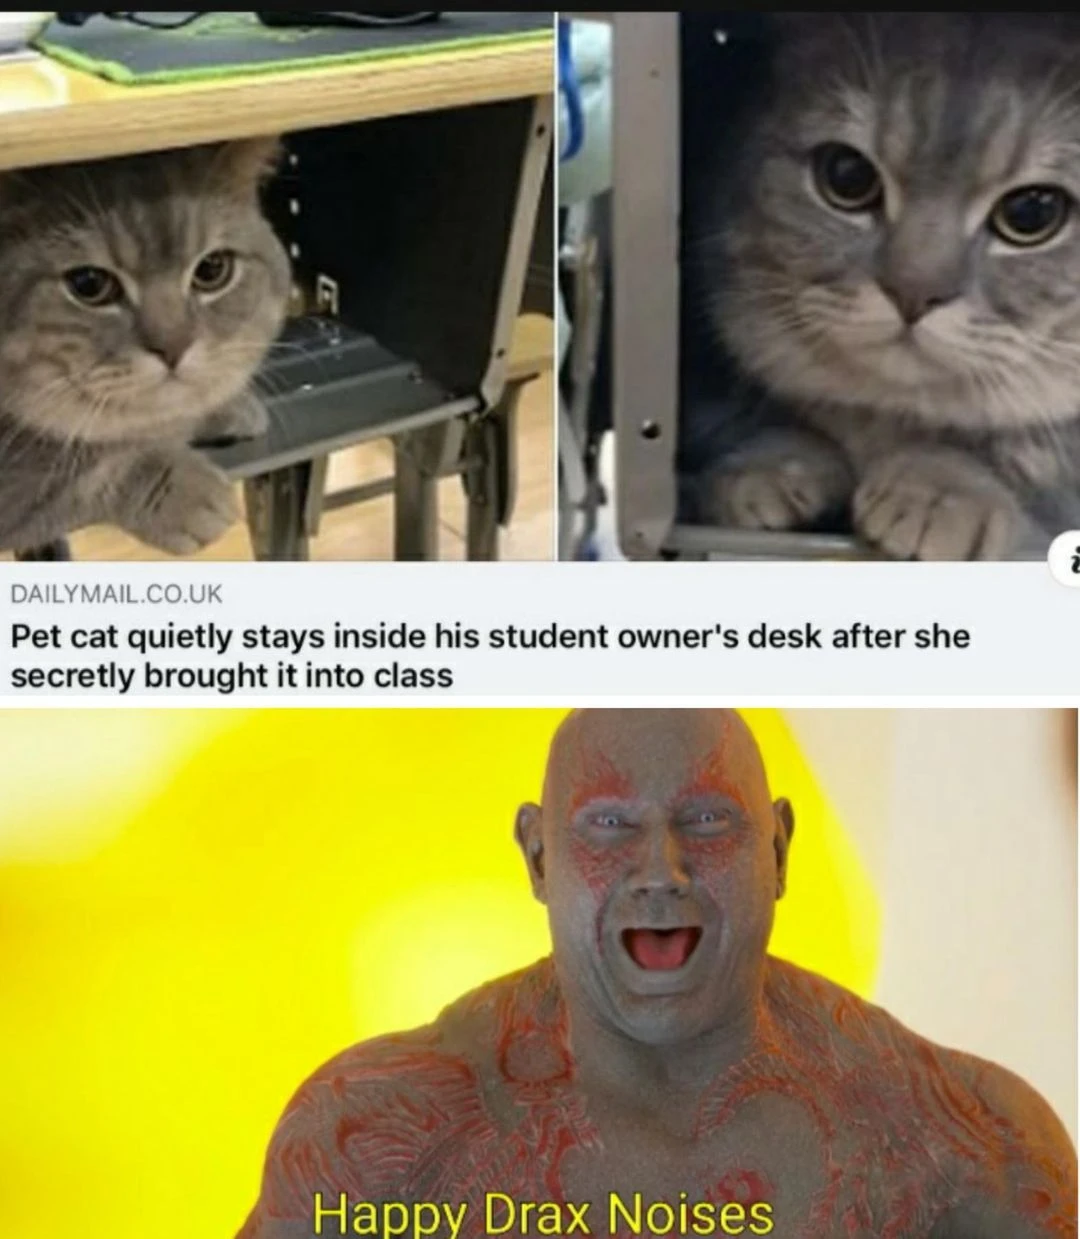 DAILYMAIL.CO.UK
Pet cat quietly stays inside his student owner's desk after she
secretly brought it into class
Happy Drax Noises